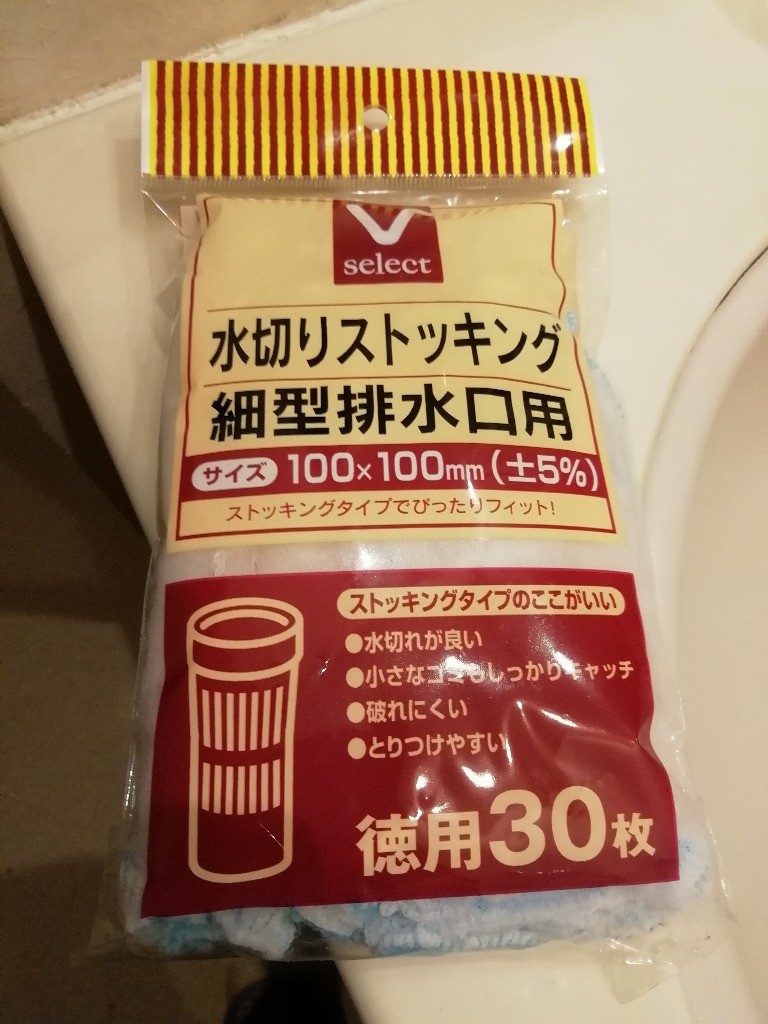 V
select
水切りストッキング
細型排水口用
サイズ 100×100mm(±5%)
ストッキングタイプでぴったりフィット!
ストッキングタイプのここがいい
●水切れが良い
●小さなゴミもしっかりキャッチ
●破れにくい
●とりつけやすい
徳用30枚